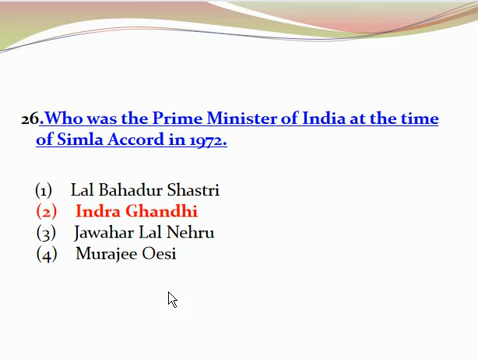 26.Who was the Prime Minister of India at the time
of Simla Accord in 1972.
(1) Lal Bahadur Shastri
(2) Indra Ghandhi
(3) Jawahar Lal Nehru
(4) Murajee Oesi